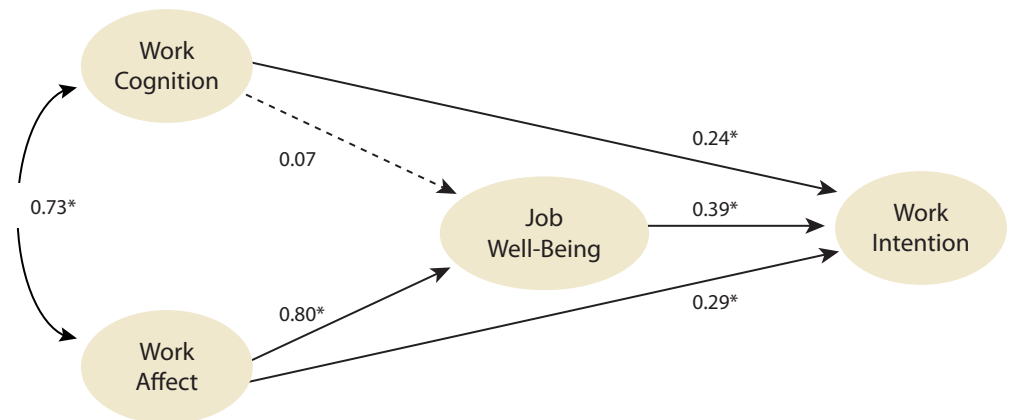 Work
Cognition
0.24*
0.07
0.73*
Job
Well-Being
0.39*
Work
Intention
0.80*
0.29*
Work
Affect